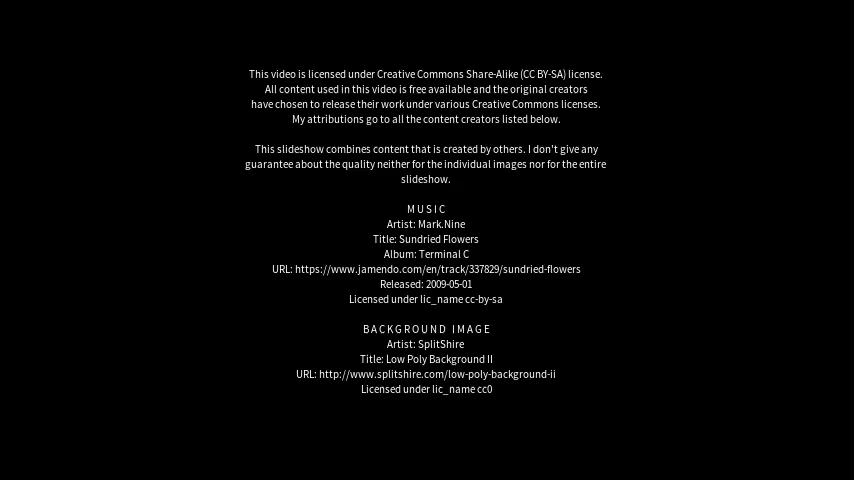 This video is licensed under Creative Commons Share-Alike (CC BY-SA) license.
All content used in this video is free available and the original creators
have chosen to release their work under various Creative Commons licenses.
My attributions go to all the content creators listed below.
This slideshow combines content that is created by others. I don't give any
guarantee about the quality neither for the individual images nor for the entire
slideshow.
MUSIC
Artist: Mark.Nine
Title: Sundried Flowers
Album: Terminal C
URL: https://www.jamendo.com/en/track/337829/sundried-flowers
Released: 2009-05-01
Licensed under lic_name cc-by-sa
BACKGROUND IMAGE
Artist: SplitShire
Title: Low Poly Background II
URL: http://www.splitshire.com/low-poly-background-ii
Licensed under lic_name cc0